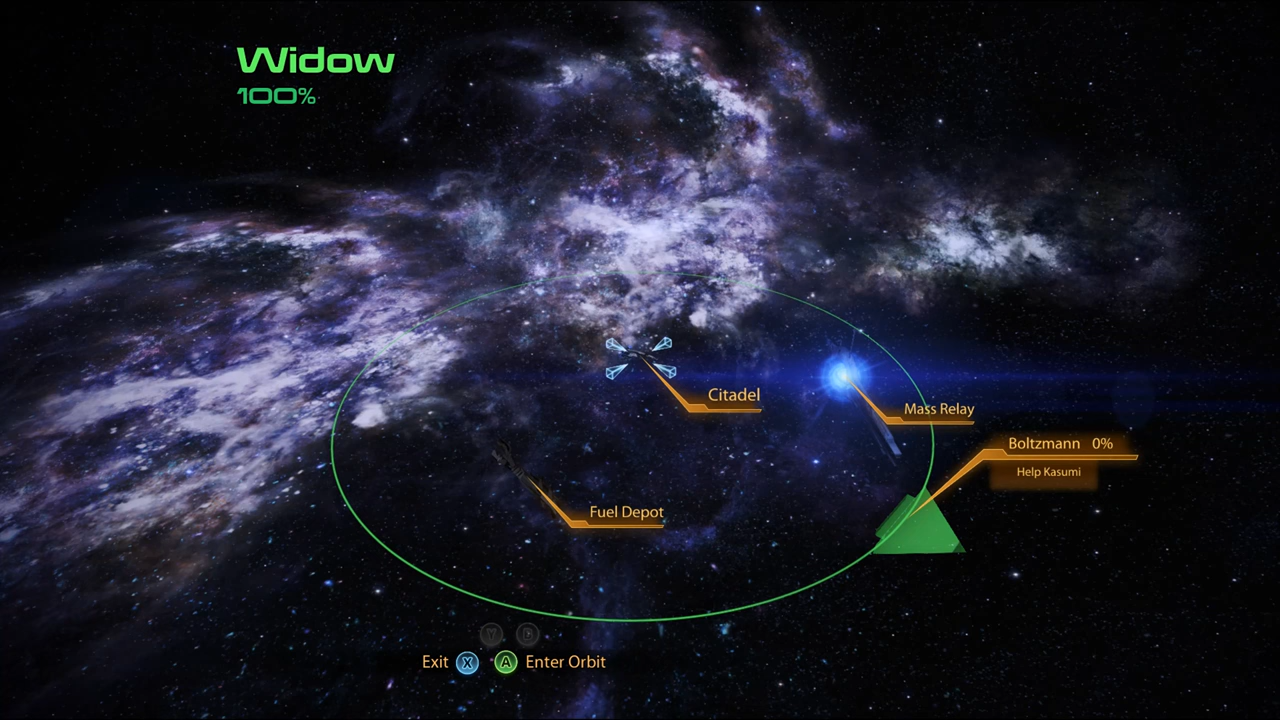 Widow
100%
Citadel
Mass Relay
Boltzmann 0%
Help Kasumi
Fuel Depot
Y
Exit X A Enter Orbit